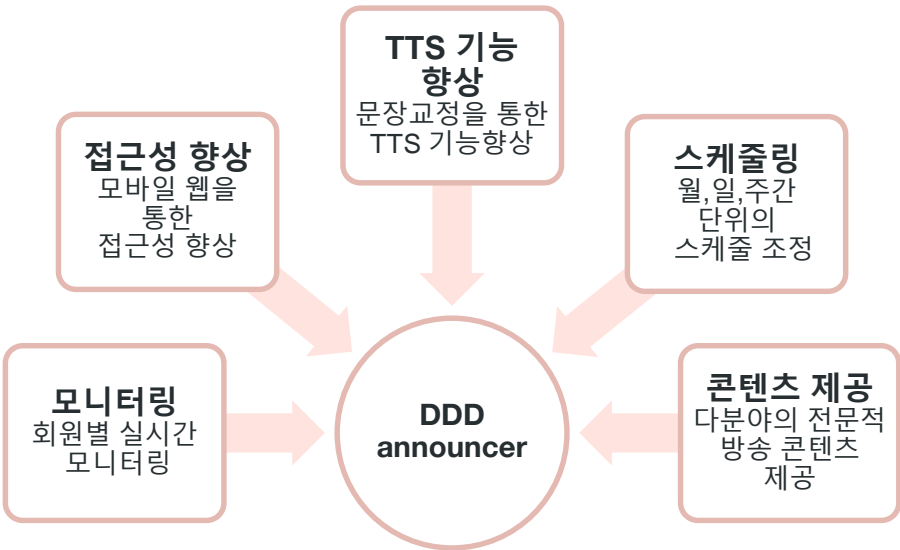 TTS 기능
향상
문장교정을 통한
TTS 기능향상
접근성 향상
모바일 웹을
통한
접근성 향상
스케줄링
월,일,주간
단위의
스케줄 조정
모니터링
회원별 실시간
모니터링
DDD
announcer
콘텐츠 제공
다분야의 전문적
방송 콘텐츠
제공